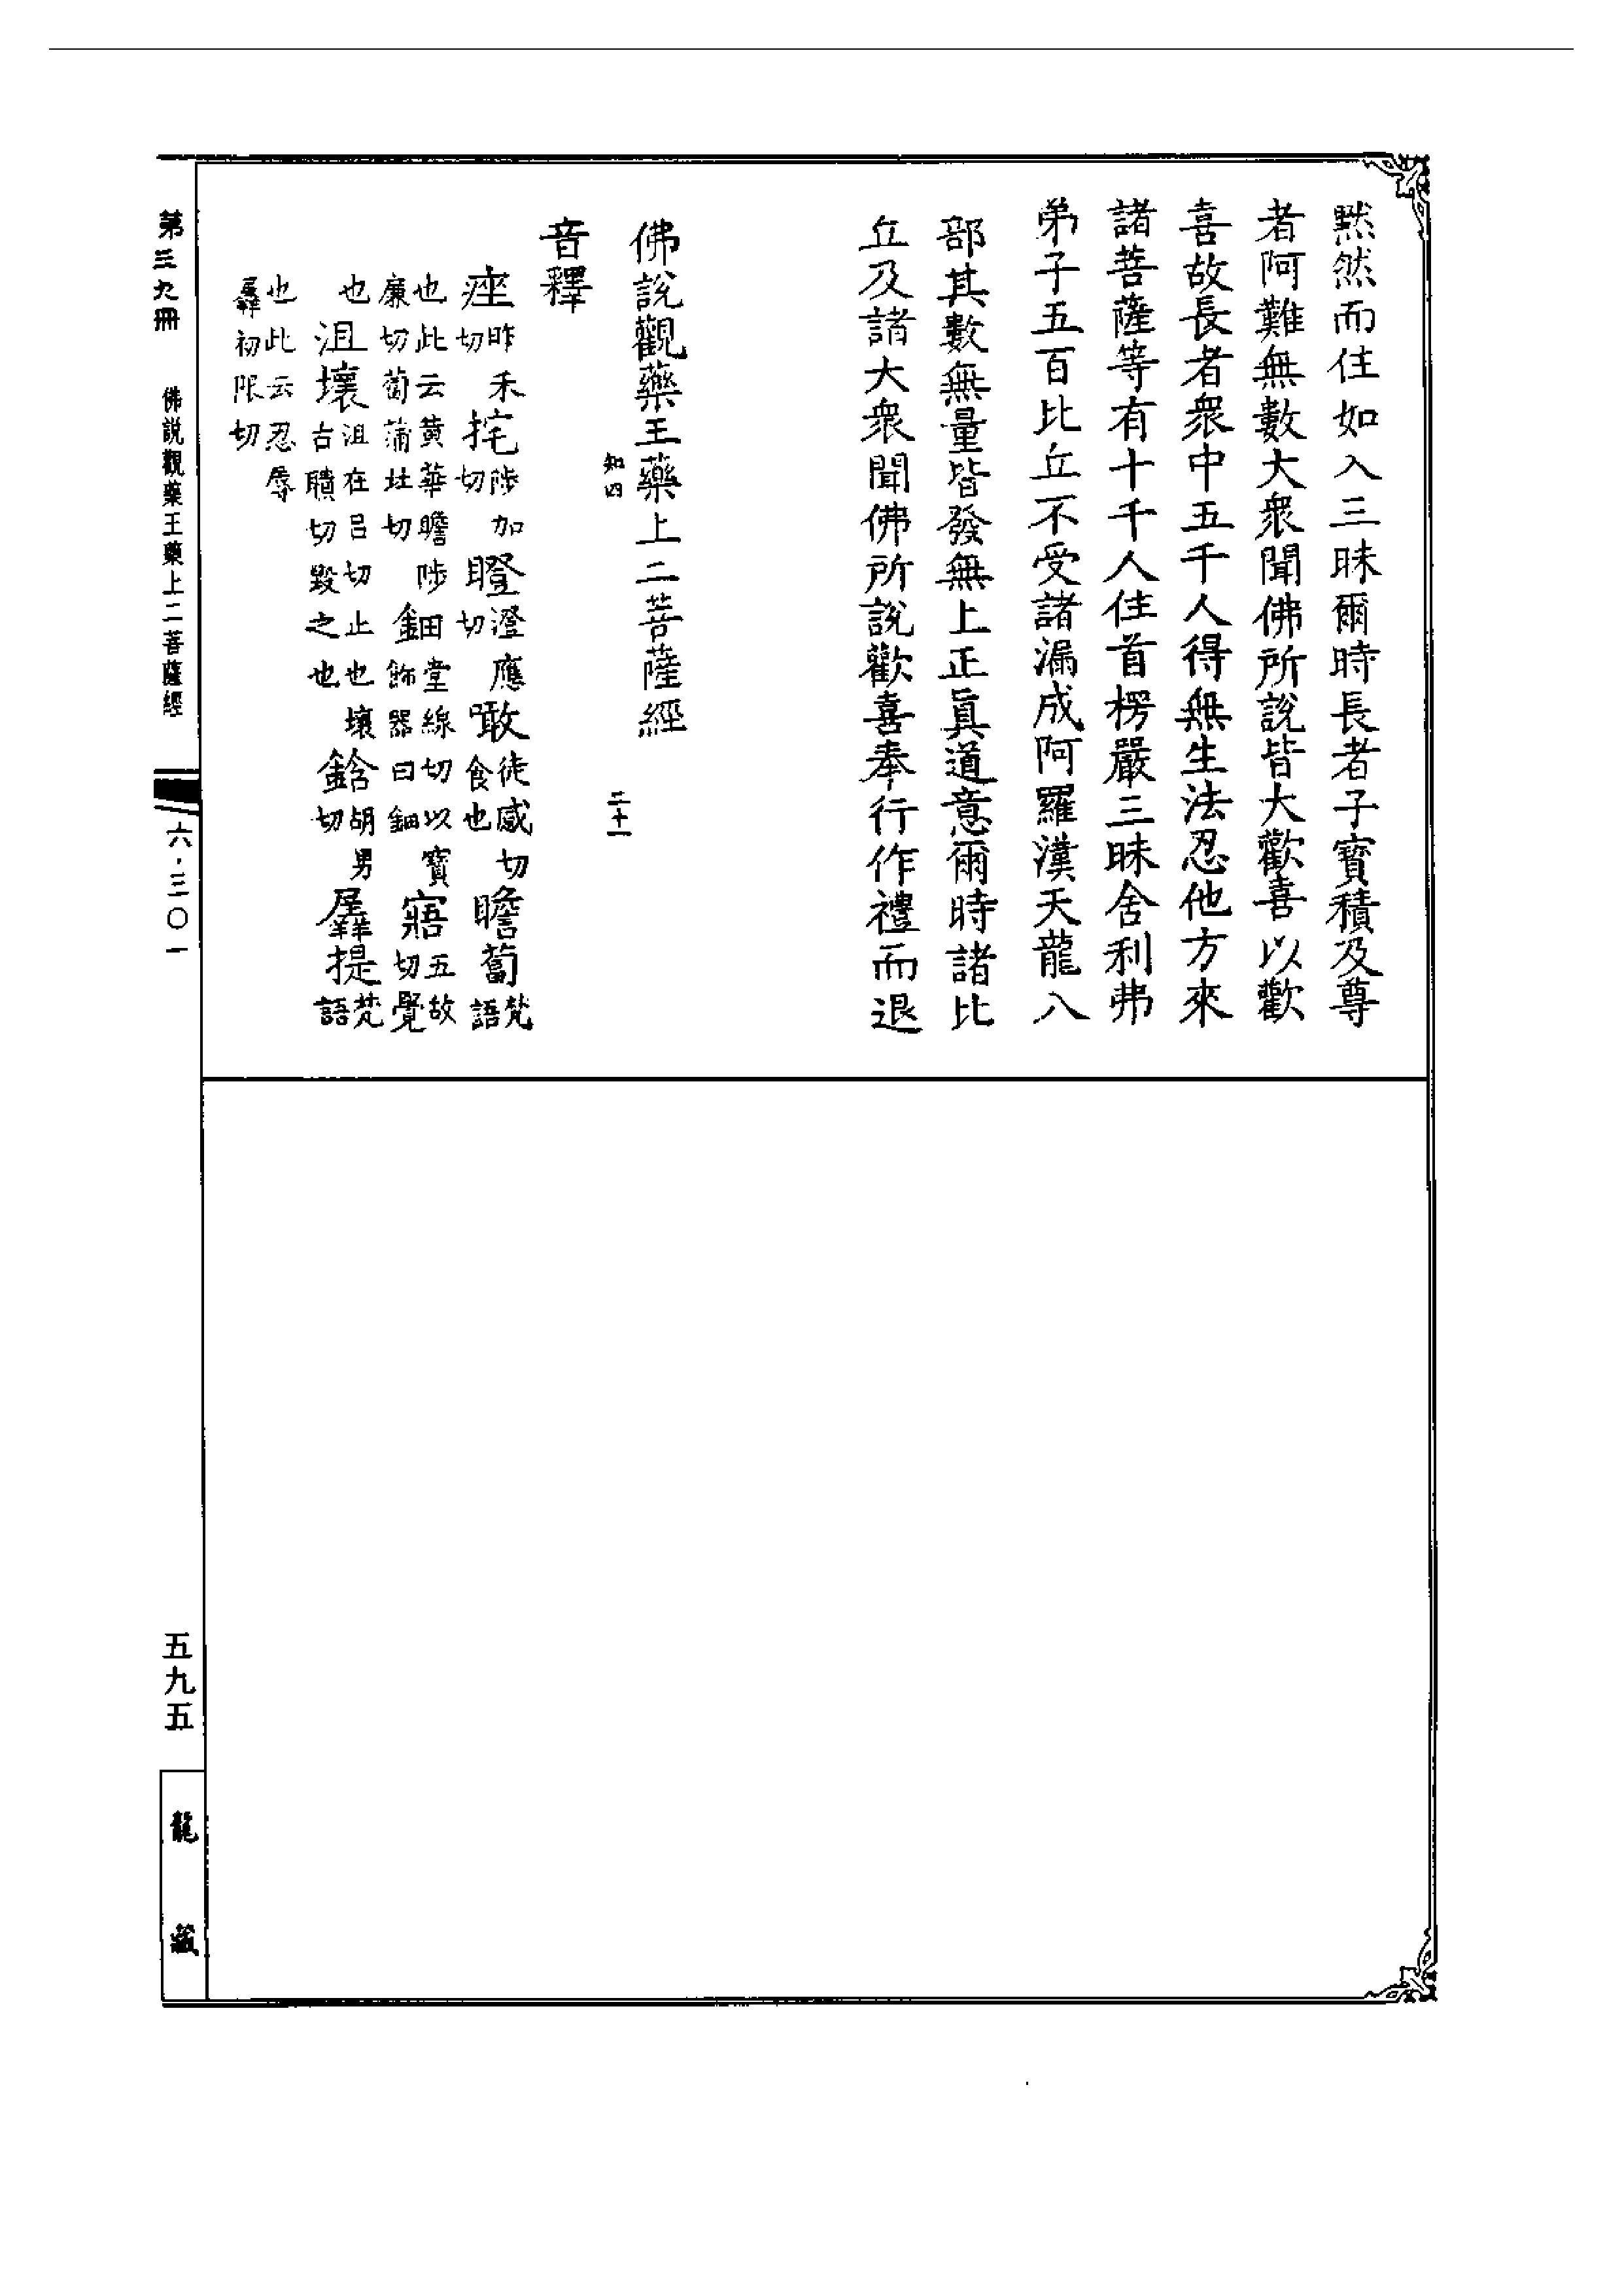 默然而住如入三昧爾時長者子寶積及尊
者阿難無數大衆聞佛所說皆大歡喜以歡
喜故長者衆中五千人得無生法忍他方來
諸菩薩等有十千人住首楞嚴三昧舍利弗
弟子五百比丘不受諸漏成阿羅漢天龍八
部其數無量皆發無上正眞道意爾時諸比
丘及諸大衆聞佛所說歡喜奉行作禮而退
佛說觀藥王藥上二菩薩經
知四 二十一
音釋
痤昨禾切 挓陟加切 瞪澄應切 噉徒感切食也 瞻蔔梵語
也此云黄華瞻陟廉切蔔蒲北切 鈿堂線切以寶飾器曰鈿 寤五故切覺
也 沮壞沮在呂切止也壞古聵切毀之也 鋡胡男切 羼提梵語
也此云忍辱羼初限切
第三九冊 佛説觀藥王藥上二菩薩經 六·三〇一 五九五 龍藏